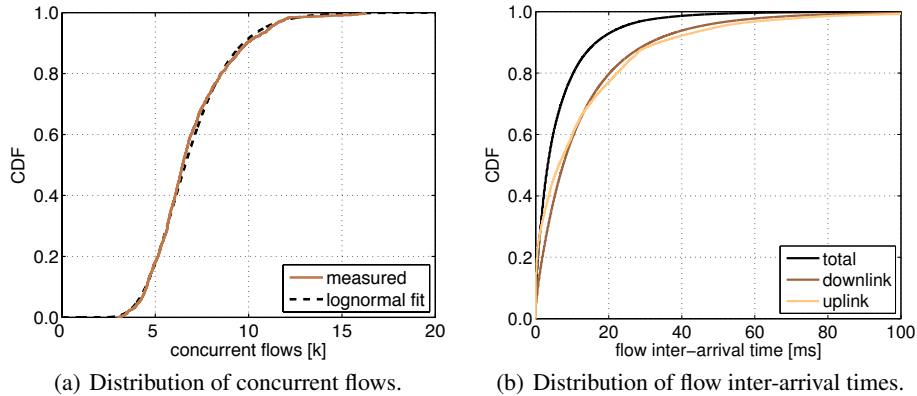 1.0
0.8
0.6
0.4
0.2
0.0
CDF
0 5 10 15 20
concurrent flows [k]
measured
lognormal fit
(a) Distribution of concurrent flows.
1.0
0.8
0.6
0.4
0.2
0.0
CDF
0 20 40 60 80 100
flow inter−arrival time [ms]
total
downlink
uplink
(b) Distribution of flow inter-arrival times.